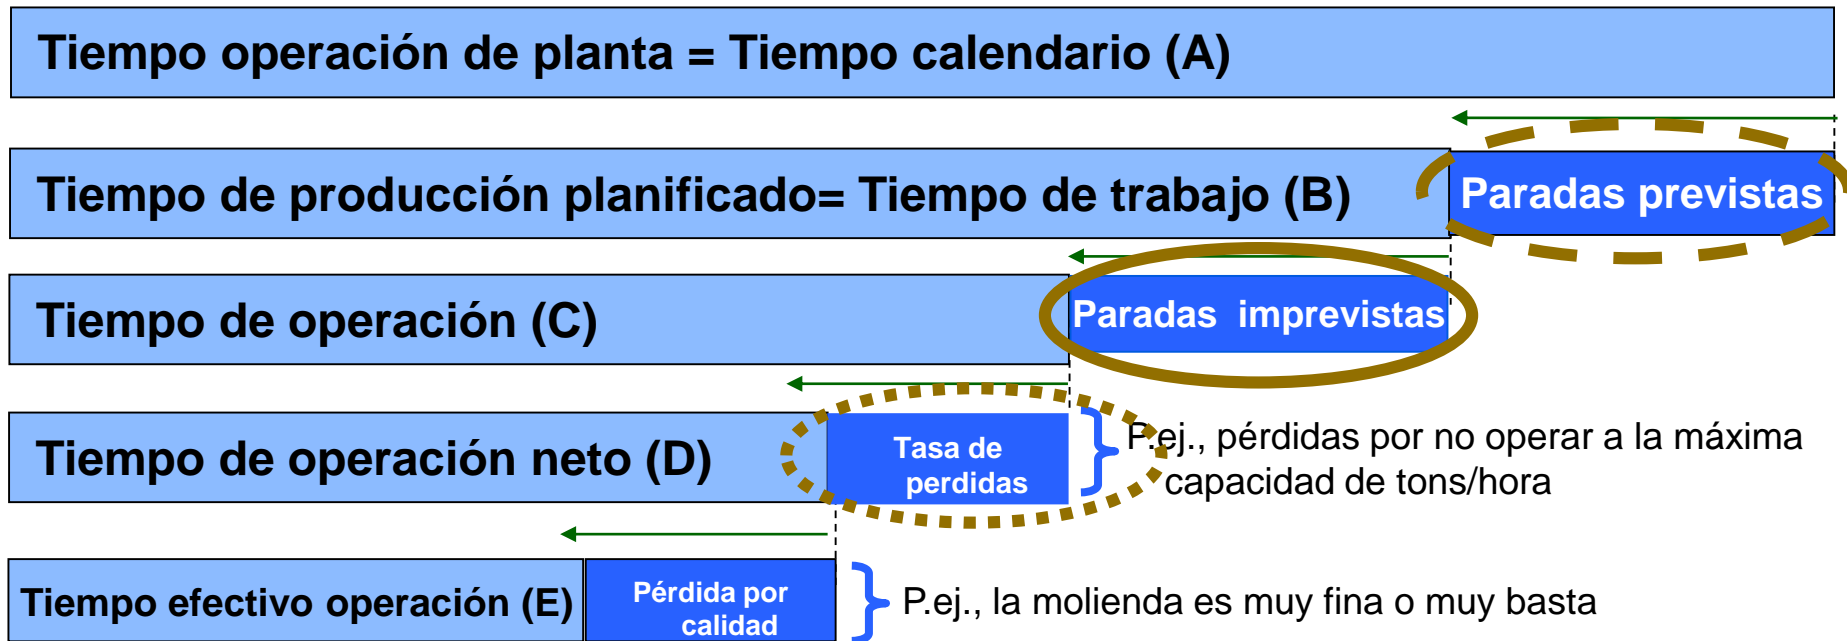 Tiempo operación de planta = Tiempo calendario (A)
Tiempo de producción planificado= Tiempo de trabajo (B)
Paradas previstas
Tiempo de operación (C)
Paradas imprevistas
Tiempo de operación neto (D)
Tasa de
perdidas
P.ej., pérdidas por no operar a la máxima
capacidad de tons/hora
Tiempo efectivo operación (E)
Pérdida por
calidad
P.ej., la molienda es muy fina o muy basta